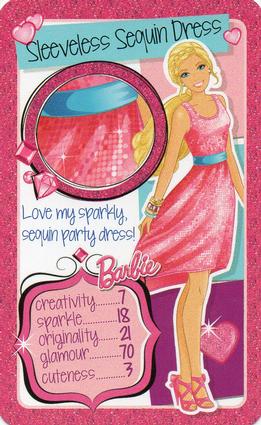 Sleeveless Sequin Dress
Love my sparkly,
sequin party dress!
Barbie
creativity......7
sparkle..........18
originality....21
glamour........70
cuteness........3